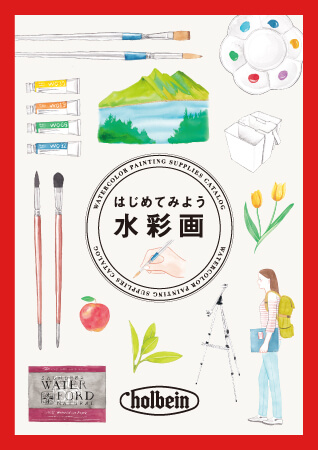 WATERCOLOR PAINTING SUPPLIES CATALOG
はじめてみよう
水彩画
WATERCOLOR PAINTING SUPPLIES CATALOG
WATER
FORD
NATURAL
holbein